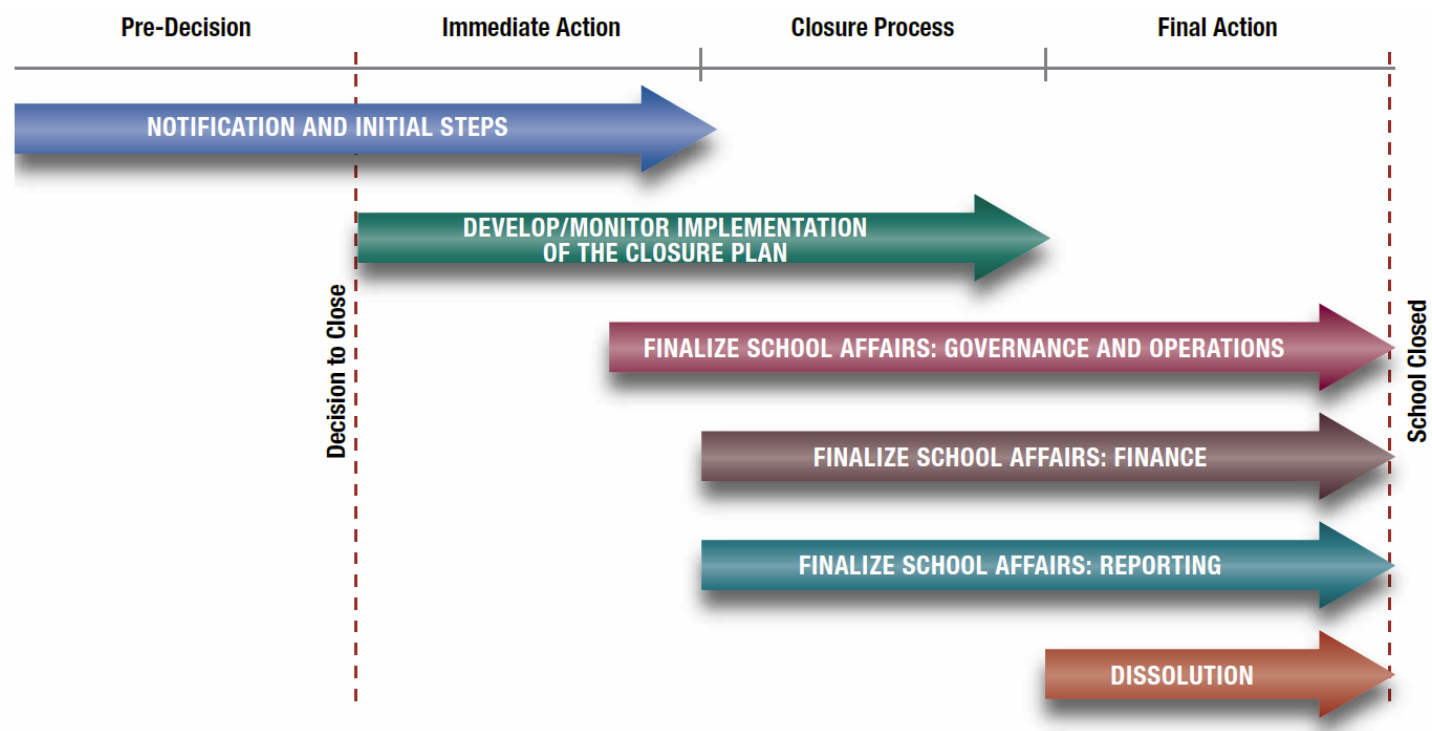 Pre-Decision
Immediate Action
Closure Process
Final Action
NOTIFICATION AND INITIAL STEPS
DEVELOP/MONITOR IMPLEMENTATION
OF THE CLOSURE PLAN
Decision to Close
FINALIZE SCHOOL AFFAIRS: GOVERNANCE AND OPERATIONS
School Closed
FINALIZE SCHOOL AFFAIRS: FINANCE
FINALIZE SCHOOL AFFAIRS: REPORTING
DISSOLUTION